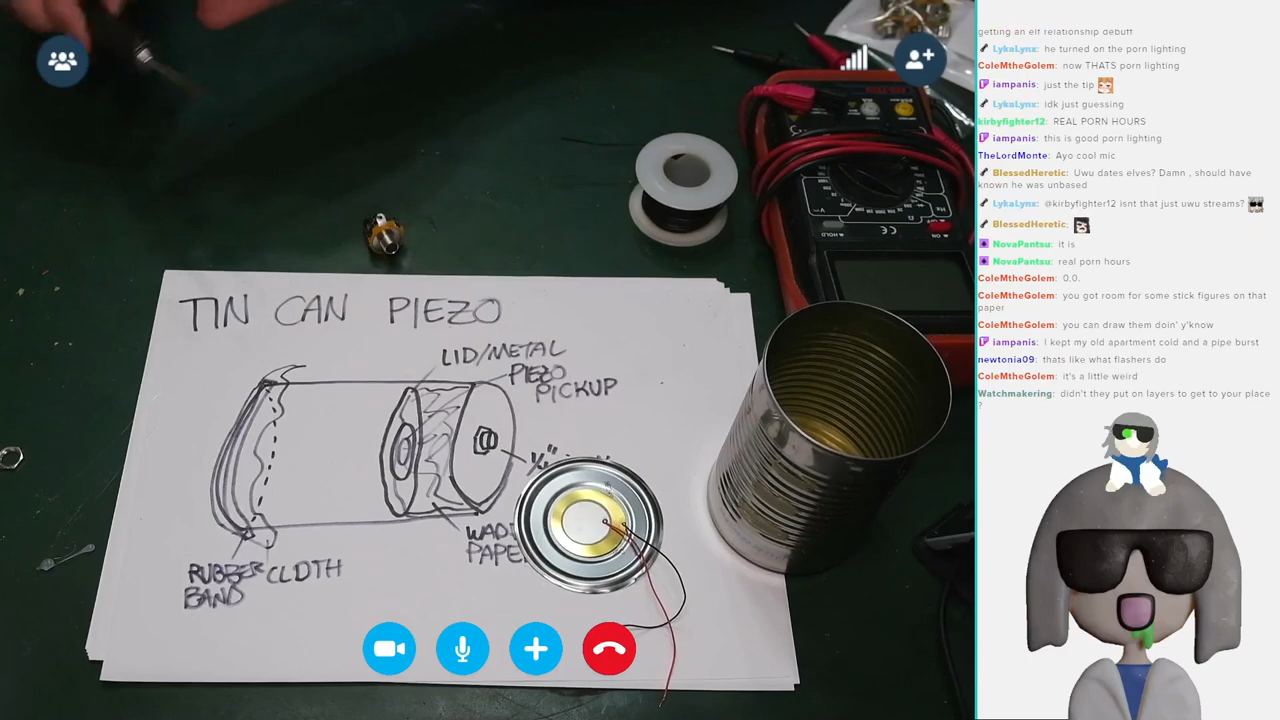 TIN CAN PIEZO
LID/METAL
PIEZO
PICKUP
RUBBER
BAND
CLOTH
HOLD
getting an elf relationship debuff
LykaLynx: he turned on the porn lighting
ColeMtheGolem: now THATS porn lighting
iampanis: just the tip
LykaLynx: idk just guessing
kirbyfighter12: REAL PORN HOURS
iampanis: this is good porn lighting
TheLordMonte: Ayo cool mic
BlessedHeretic: Uwu dates elves? Damn , should have
known he was unbased
LykaLynx: @kirbyfighter12 isnt that just uwu streams?
BlessedHeretic:
NovaPantsu: it is
NovaPantsu: real porn hours
ColeMtheGolem: 0.0.
ColeMtheGolem: you got room for some stick figures on that
paper
ColeMtheGolem: you can draw them doin' y'know
iampanis: I kept my old apartment cold and a pipe burst
newtonia09: thats like what flashers do
ColeMtheGolem: it's a little weird
Watchmakering: didn't they put on layers to get to your place
?